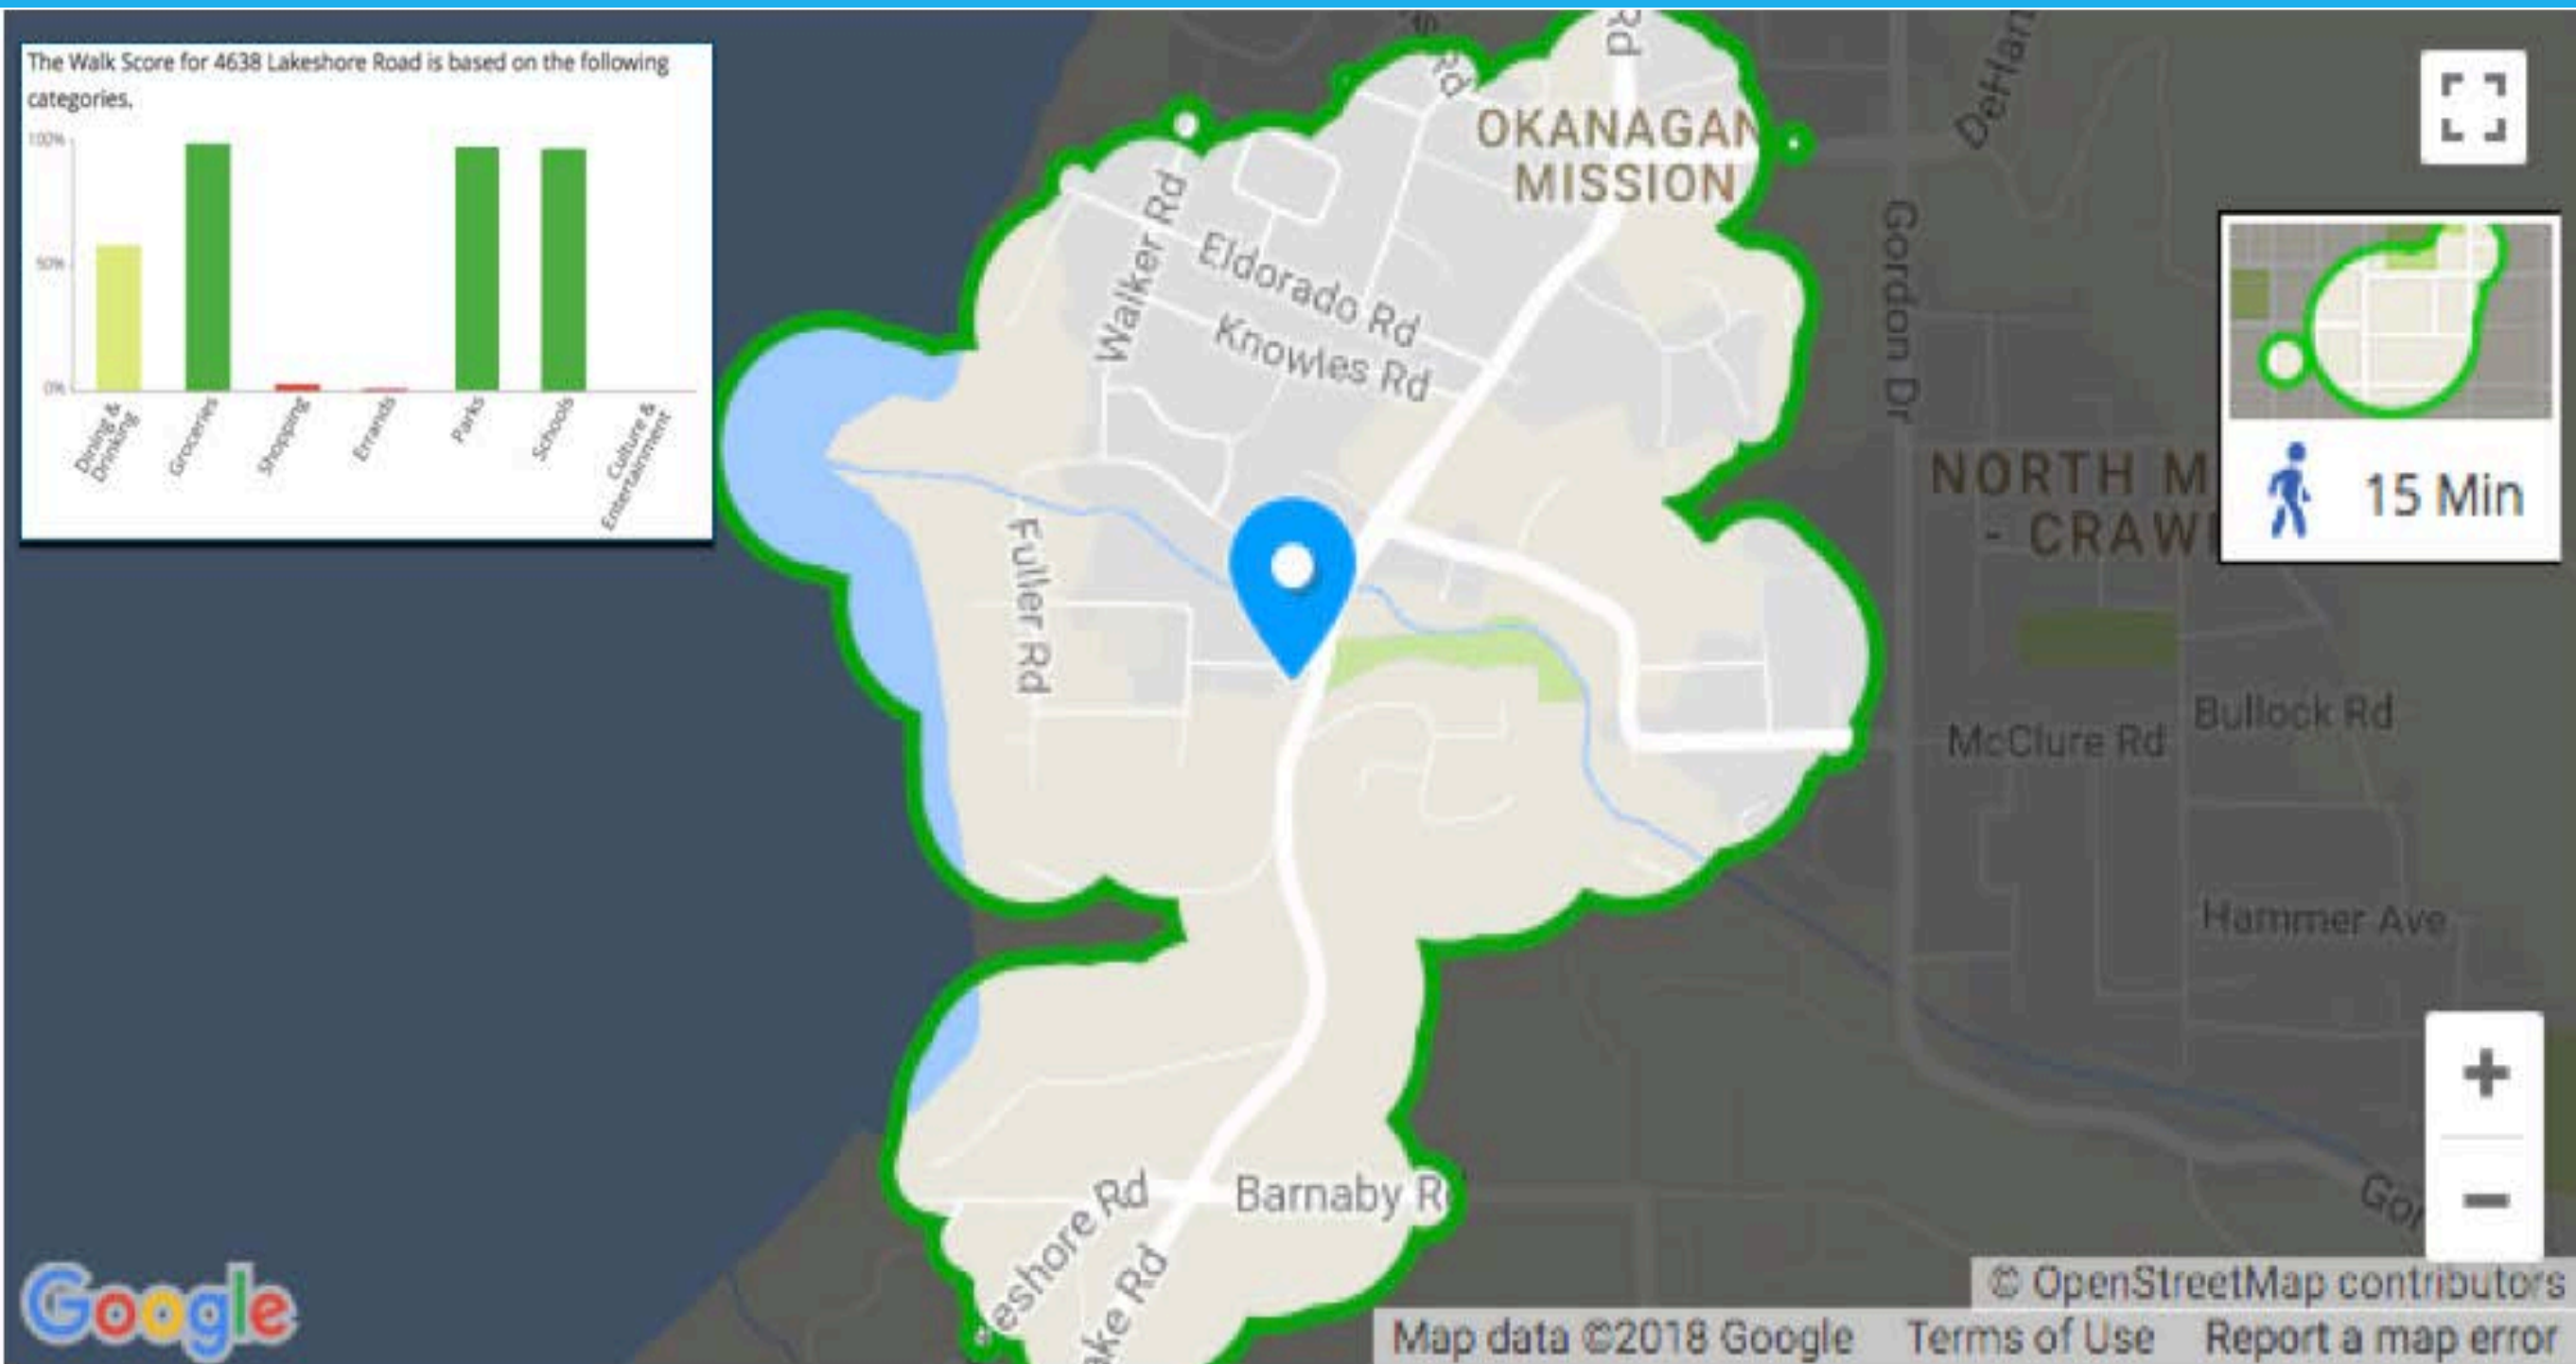 The Walk Score for 4638 Lakeshore Road is based on the following
categories.
100%
50%
0%
Dining &
Drinking
Groceries
Shopping
Errands
Parks
Schools
Culture &
Entertainment
Rd
Rd
DeHar
OKANAGAN
MISSION
Walker Rd
Eldorado Rd
Knowles Rd
Gordon Dr
NORTH M
- CRAW
15 Min
Fuller Rd
McClure Rd
Bullock Rd
Hammer Ave
Barnaby R
eshore Rd
ake Rd
Gor
Google
© OpenStreetMap contributors
Map data ©2018 Google
Terms of Use
Report a map error